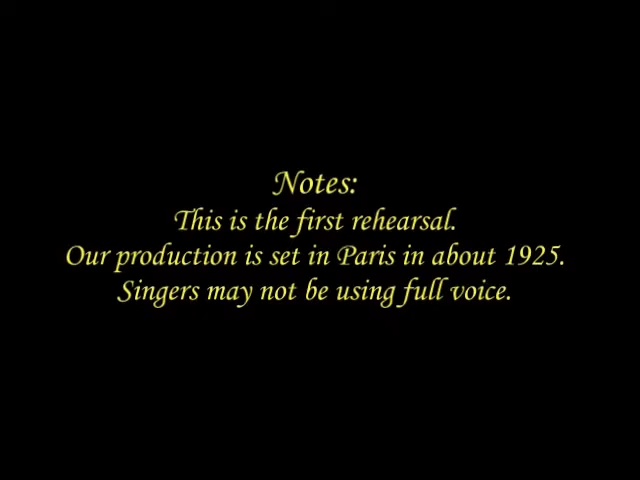 Notes:
This is the first rehearsal.
Our production is set in Paris in about 1925.
Singers may not be using full voice.